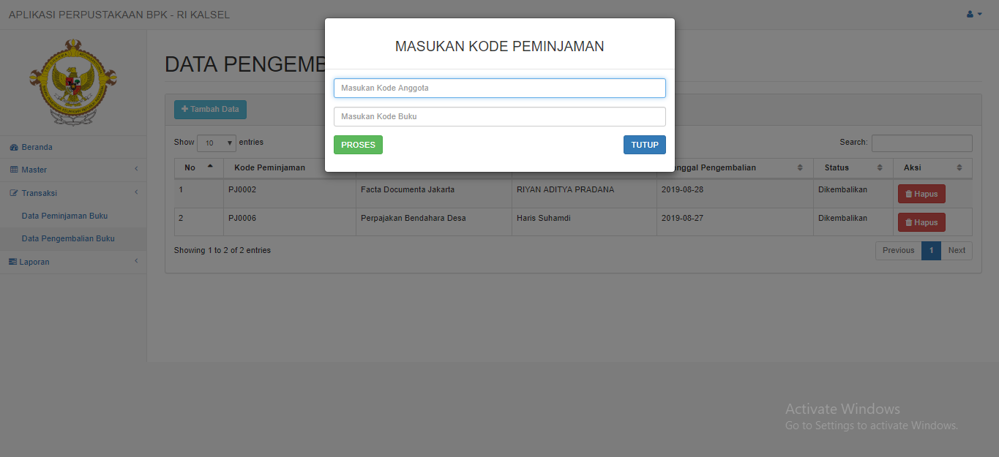 APLIKASI PERPUSTAKAAN BPK - RI KALSEL
MASUKAN KODE PEMINJAMAN
Masukan Kode Anggota
Masukan Kode Buku
PROSES TUTUP
Beranda
Master
Transaksi
Data Peminjaman Buku
Data Pengembalian Buku
Laporan
DATA PENGEMB
Tambah Data
Show 10 entries Search:
No Kode Peminjaman nggal Pengembalian Status Aksi
1 PJ0002 Facta Documenta Jakarta RIYAN ADITYA PRADANA 2019-08-28 Dikembalikan Hapus
2 PJ0006 Perpajakan Bendahara Desa Haris Suhamdi 2019-08-27 Dikembalikan Hapus
Showing 1 to 2 of 2 entries Previous 1 Next
Activate Windows
Go to Settings to activate Windows.